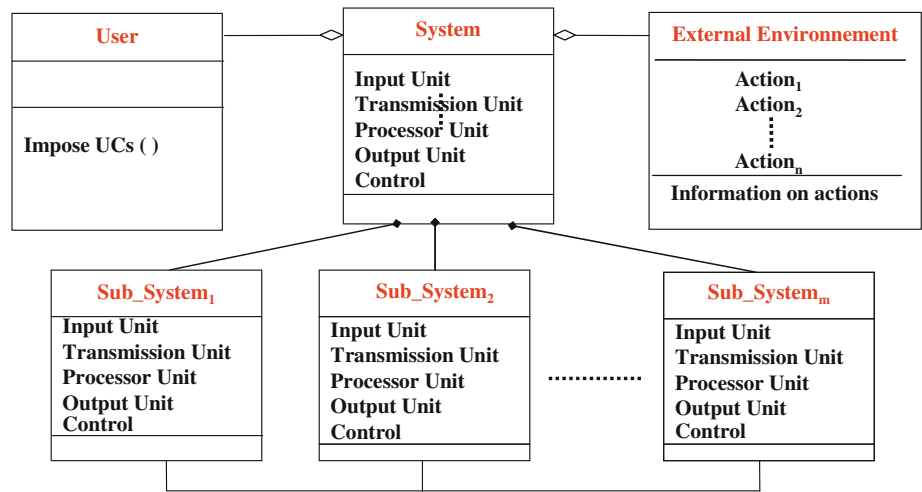 User
Impose UCs ( )
System
Input Unit
Transmission Unit
Processor Unit
Output Unit
Control
External Environnement
Action₁
Action₂
Actionₙ
Information on actions
Sub_System₁
Input Unit
Transmission Unit
Processor Unit
Output Unit
Control
Sub_System₂
Input Unit
Transmission Unit
Processor Unit
Output Unit
Control
Sub_Systemₘ
Input Unit
Transmission Unit
Processor Unit
Output Unit
Control